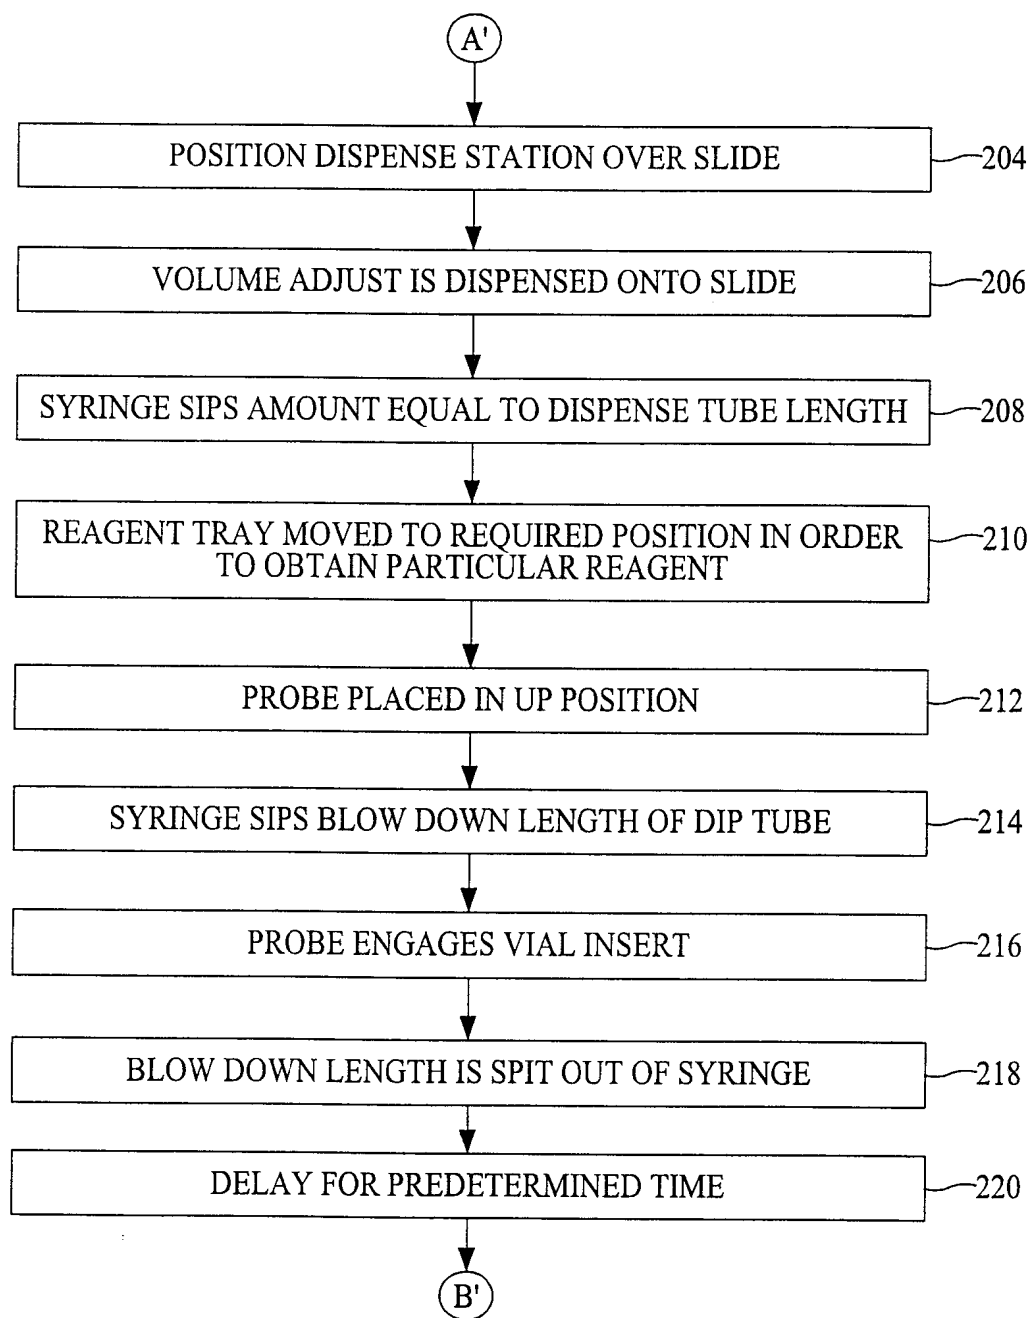 A'
POSITION DISPENSE STATION OVER SLIDE
204
VOLUME ADJUST IS DISPENSED ONTO SLIDE
206
SYRINGE SIPS AMOUNT EQUAL TO DISPENSE TUBE LENGTH
208
REAGENT TRAY MOVED TO REQUIRED POSITION IN ORDER
TO OBTAIN PARTICULAR REAGENT
210
PROBE PLACED IN UP POSITION
212
SYRINGE SIPS BLOW DOWN LENGTH OF DIP TUBE
214
PROBE ENGAGES VIAL INSERT
216
BLOW DOWN LENGTH IS SPIT OUT OF SYRINGE
218
DELAY FOR PREDETERMINED TIME
220
B'